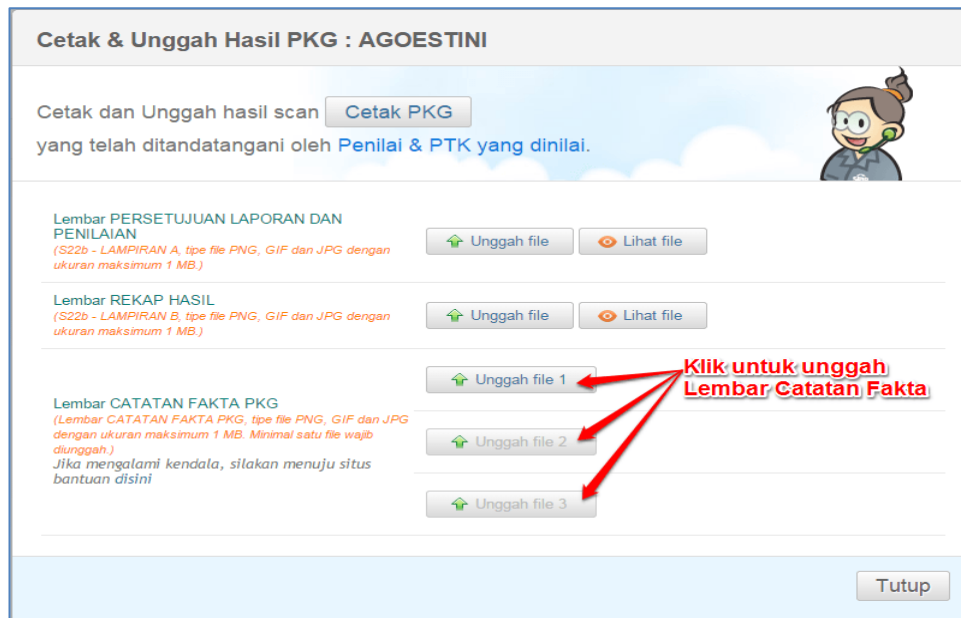 Cetak & Unggah Hasil PKG : AGOESTINI
Cetak dan Unggah hasil scan Cetak PKG
yang telah ditandatangani oleh Penilai & PTK yang dinilai.
Lembar PERSETUJUAN LAPORAN DAN
PENILAIAN
(S22b - LAMPIRAN A, tipe file PNG, GIF dan JPG dengan
ukuran maksimum 1 MB.)
Unggah file Lihat file
Lembar REKAP HASIL
(S22b - LAMPIRAN B, tipe file PNG, GIF dan JPG dengan
ukuran maksimum 1 MB.)
Unggah file Lihat file
Lembar CATATAN FAKTA PKG
(Lembar CATATAN FAKTA PKG, tipe file PNG, GIF dan JPG
dengan ukuran maksimum 1 MB. Minimal satu file wajib
diunggah.)
Jika mengalami kendala, silakan menuju situs
bantuan disini
Unggah file 1
Unggah file 2
Unggah file 3
Klik untuk unggah
Lembar Catatan Fakta
Tutup